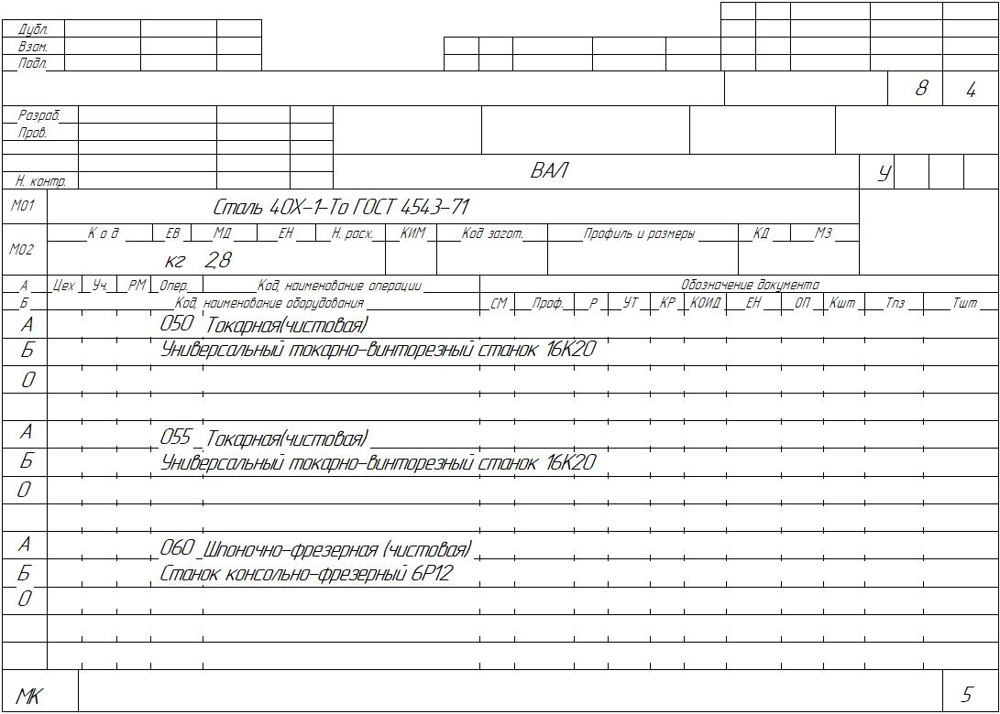 Дубл.
Взам.
Подл.
8 4
Разраб.
Пров.
Н. контр. ВАЛ У
М01 Сталь 40Х-1-То ГОСТ 4543-71
М02 Код ЕВ МД ЕН Н. расх. КИМ Код загот. Профиль и размеры КД МЗ
кг 2,8
А Цех Уч. РМ Опер. Код, наименование операции Обозначение документа
Б Код, наименование оборудования СМ Проф. Р УТ КР КОИД ЕН ОП Кшт Тпз Тшт
А 050 Токарная(чистовая)
Б Универсальный токарно-винторезный станок 16К20
О
А 055 Токарная(чистовая)
Б Универсальный токарно-винторезный станок 16К20
О
А 060 Шпоночно-фрезерная (чистовая)
Б Станок консольно-фрезерный 6Р12
О
МК 5